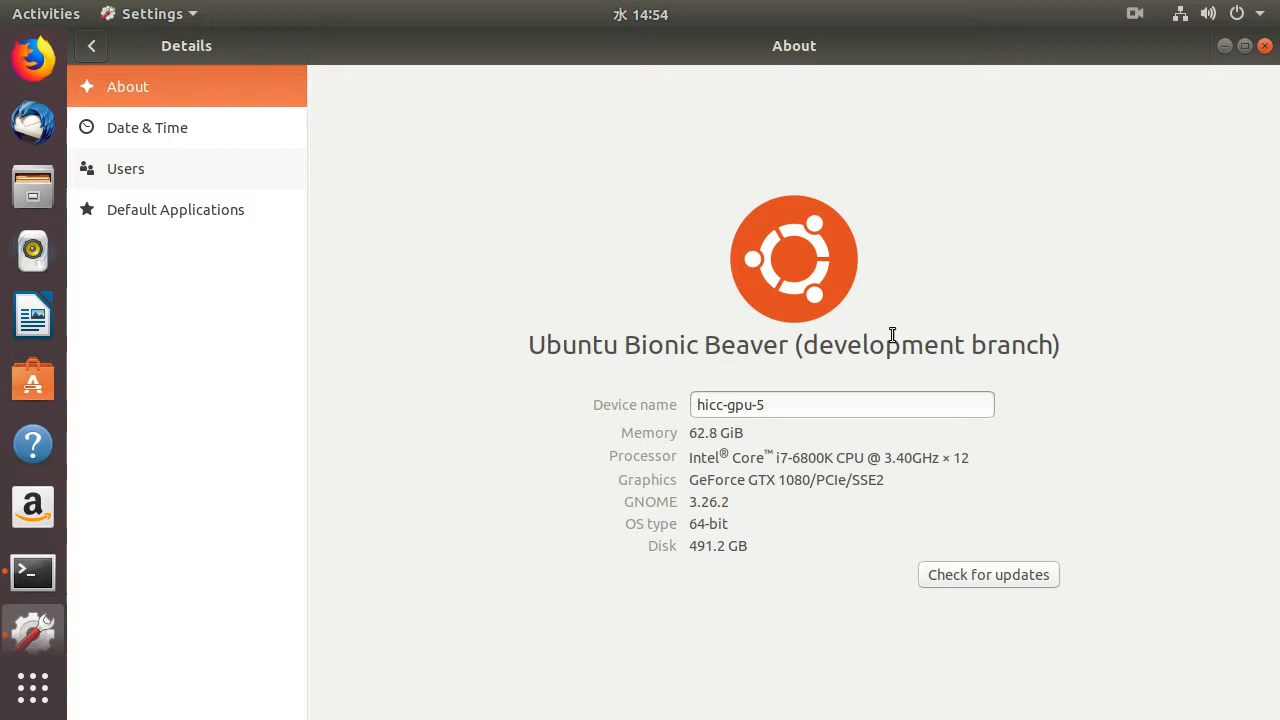 Activities Settings 水 14:54
Details About
About
Date & Time
Users
Default Applications
Ubuntu Bionic Beaver (development branch)
Device name hicc-gpu-5
Memory 62.8 GiB
Processor Intel® Core™ i7-6800K CPU @ 3.40GHz × 12
Graphics GeForce GTX 1080/PCIe/SSE2
GNOME 3.26.2
OS type 64-bit
Disk 491.2 GB
Check for updates